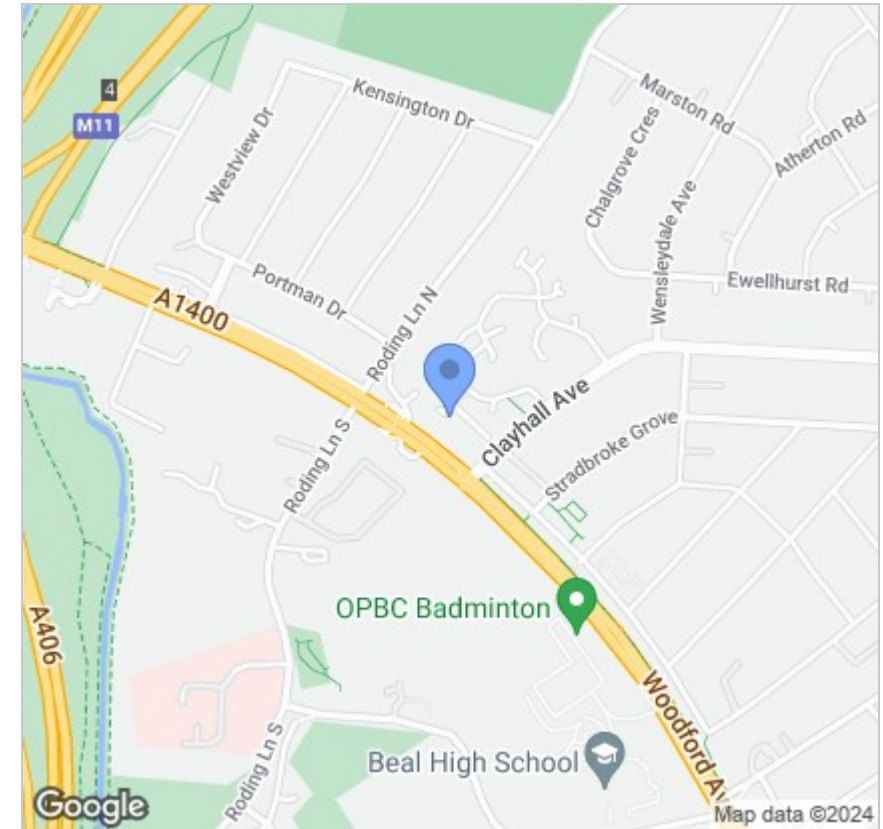 4
M11
Kensington Dr
Westview Dr
Marston Rd
Atherton Rd
Chalgrove Cres
Wensleydale Ave
Ewellhurst Rd
Portman Dr
A1400
Roding Ln N
Clayhall Ave
Stradbroke Grove
Roding Ln S
OPBC Badminton
A406
Woodford Av
Beal High School
Roding Ln S
Google
Map data ©2024